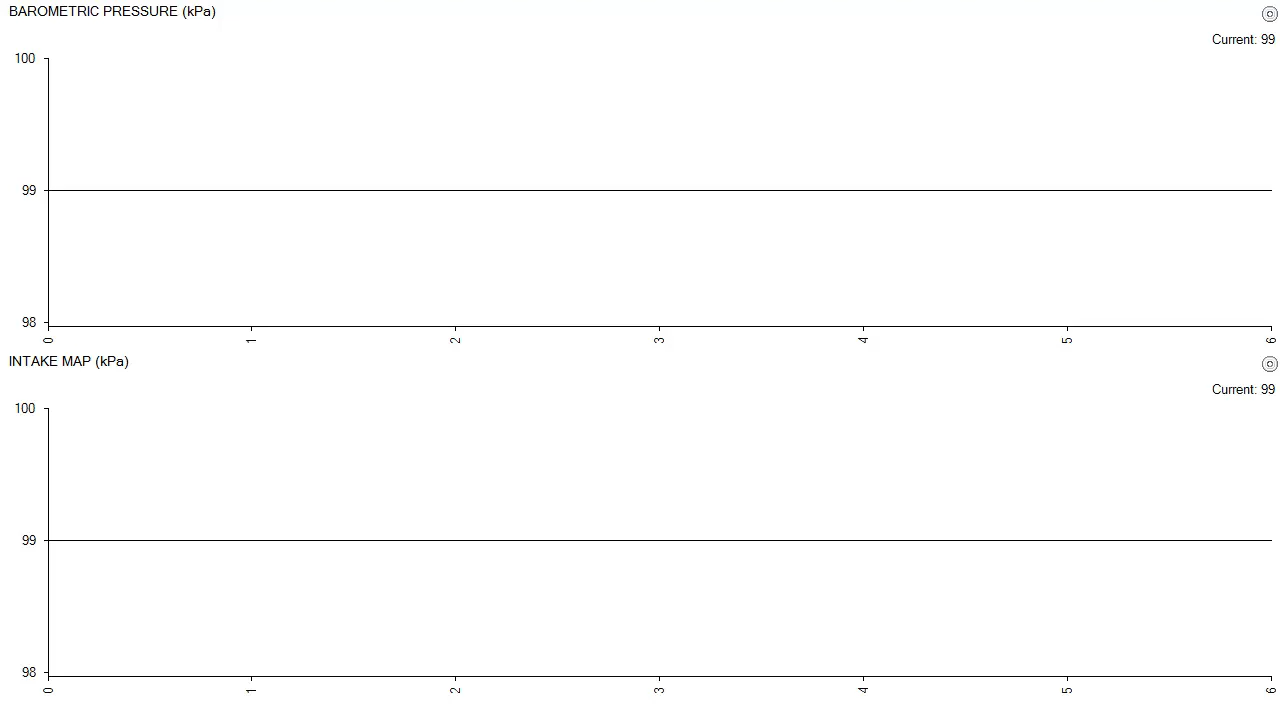 BAROMETRIC PRESSURE (kPa)
Current: 99
100
99
98
0 1 2 3 4 5 6
INTAKE MAP (kPa)
Current: 99
100
99
98
0 1 2 3 4 5 6